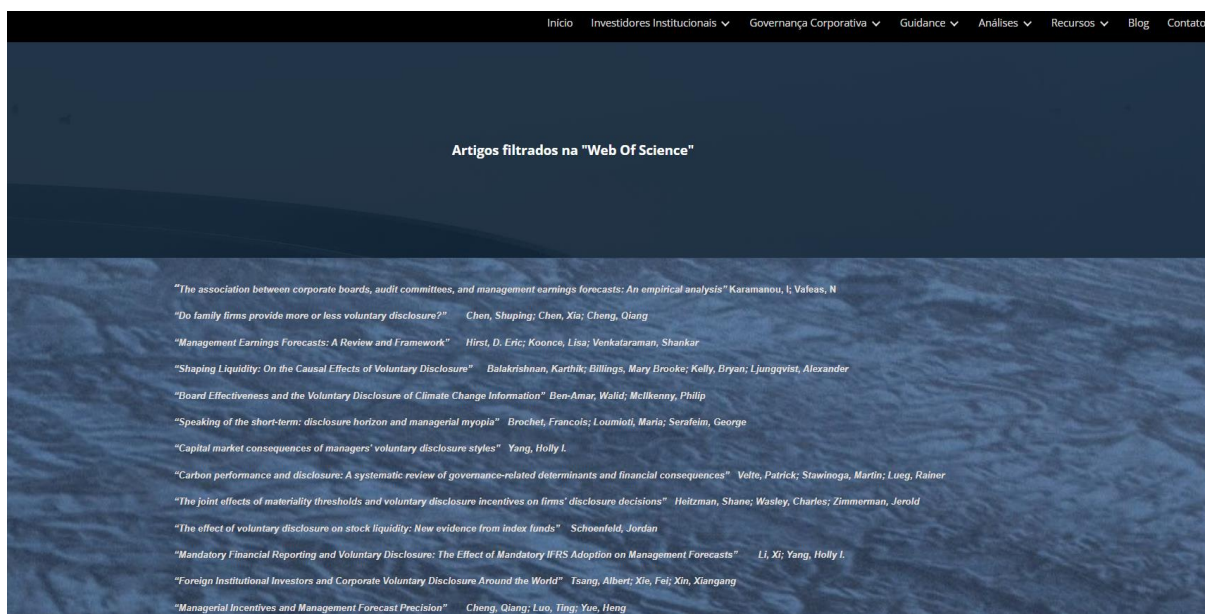 Início Investidores Institucionais Governança Corporativa Guidance Análises Recursos Blog Contato
Artigos filtrados na "Web Of Science"
“The association between corporate boards, audit committees, and management earnings forecasts: An empirical analysis” Karamanou, I; Vafeas, N
“Do family firms provide more or less voluntary disclosure?” Chen, Shuping; Chen, Xia; Cheng, Qiang
“Management Earnings Forecasts: A Review and Framework” Hirst, D. Eric; Koonce, Lisa; Venkataraman, Shankar
“Shaping Liquidity: On the Causal Effects of Voluntary Disclosure” Balakrishnan, Karthik; Billings, Mary Brooke; Kelly, Bryan; Ljungqvist, Alexander
“Board Effectiveness and the Voluntary Disclosure of Climate Change Information” Ben-Amar, Walid; McIlkenny, Philip
“Speaking of the short-term: disclosure horizon and managerial myopia” Brochet, Francois; Loumioti, Maria; Serafeim, George
“Capital market consequences of managers' voluntary disclosure styles” Yang, Holly I.
“Carbon performance and disclosure: A systematic review of governance-related determinants and financial consequences” Velte, Patrick; Stawinoga, Martin; Lueg, Rainer
“The joint effects of materiality thresholds and voluntary disclosure incentives on firms' disclosure decisions” Heitzman, Shane; Wasley, Charles; Zimmerman, Jerold
“The effect of voluntary disclosure on stock liquidity: New evidence from index funds” Schoenfeld, Jordan
“Mandatory Financial Reporting and Voluntary Disclosure: The Effect of Mandatory IFRS Adoption on Management Forecasts” Li, Xi; Yang, Holly I.
“Foreign Institutional Investors and Corporate Voluntary Disclosure Around the World” Tsang, Albert; Xie, Fei; Xin, Xiangang
“Managerial Incentives and Management Forecast Precision” Cheng, Qiang; Luo, Ting; Yue, Heng